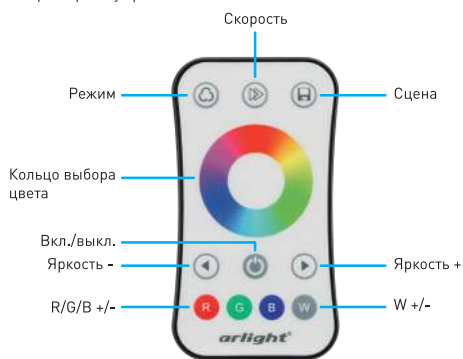 Скорость
Режим
Сцена
Кольцо выбора
цвета
Вкл./выкл.
Яркость -
Яркость +
R/G/B +/-
R G B W
W +/-
arlight